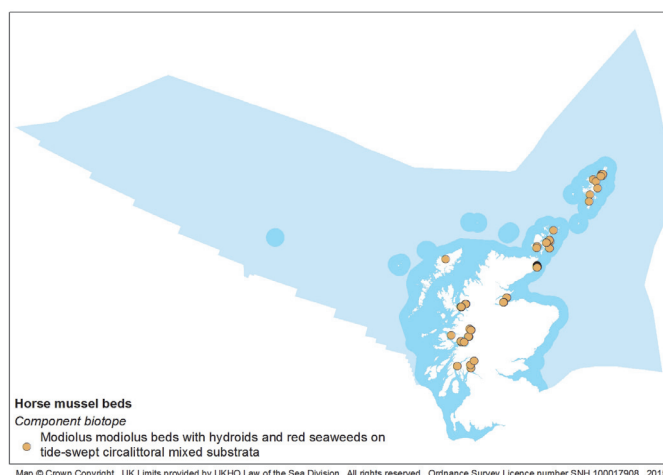 Horse mussel beds
Component biotope
Modiolus modiolus beds with hydroids and red seaweeds on
tide-swept circalittoral mixed substrata
Map © Crown Copyright. UK Limits provided by UKHO Law of the Sea Division. All rights reserved. Ordnance Survey Licence number SNH 100017908